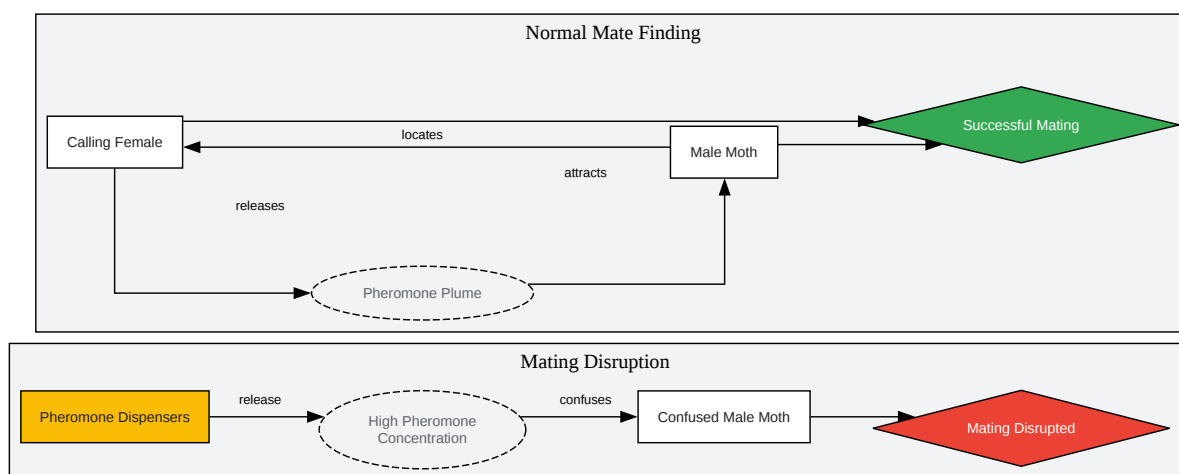 Normal Mate Finding
Successful Mating
Calling Female
locates
Male Moth
attracts
releases
Pheromone Plume
Mating Disruption
Pheromone Dispensers
release
High Pheromone
Concentration
confuses
Confused Male Moth
Mating Disrupted